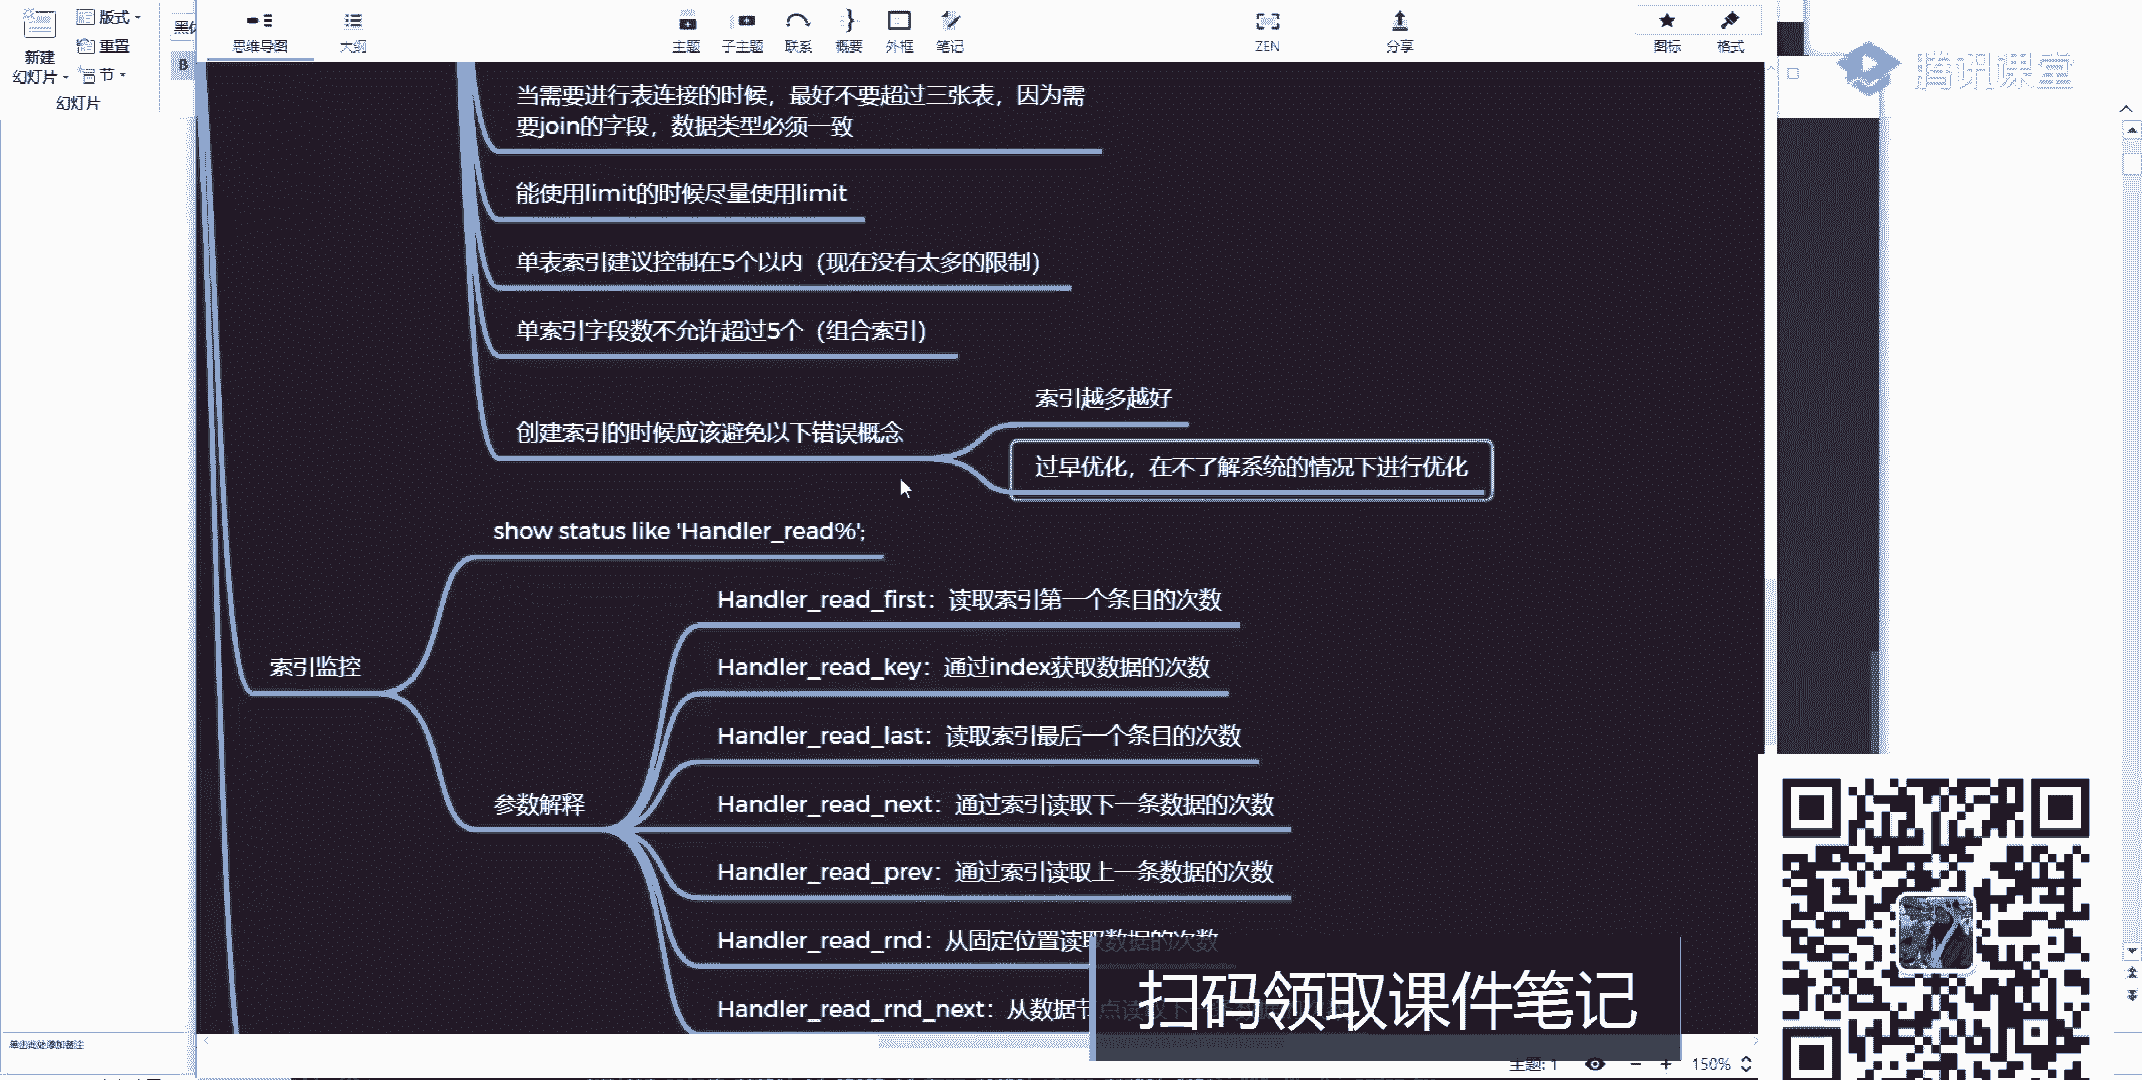 新建
幻灯片
版式
重置
节
幻灯片
B
思维导图
大纲
主题
子主题
联系
概要
外框
笔记
ZEN
分享
图标
格式
腾讯课堂
当需要进行表连接的时候，最好不要超过三张表，因为需
要join的字段，数据类型必须一致
能使用limit的时候尽量使用limit
单表索引建议控制在5个以内（现在没有太多的限制）
单索引字段数不允许超过5个（组合索引）
创建索引的时候应该避免以下错误概念
索引越多越好
过早优化，在不了解系统的情况下进行优化
索引监控
show status like 'Handler_read%';
参数解释
Handler_read_first：读取索引第一个条目的次数
Handler_read_key：通过index获取数据的次数
Handler_read_last：读取索引最后一个条目的次数
Handler_read_next：通过索引读取下一条数据的次数
Handler_read_prev：通过索引读取上一条数据的次数
Handler_read_rnd：从固定位置读取数据的次数
Handler_read_rnd_next：从数据节点读取下
扫码领取课件笔记
单击此处添加备注
主题: 1
150%